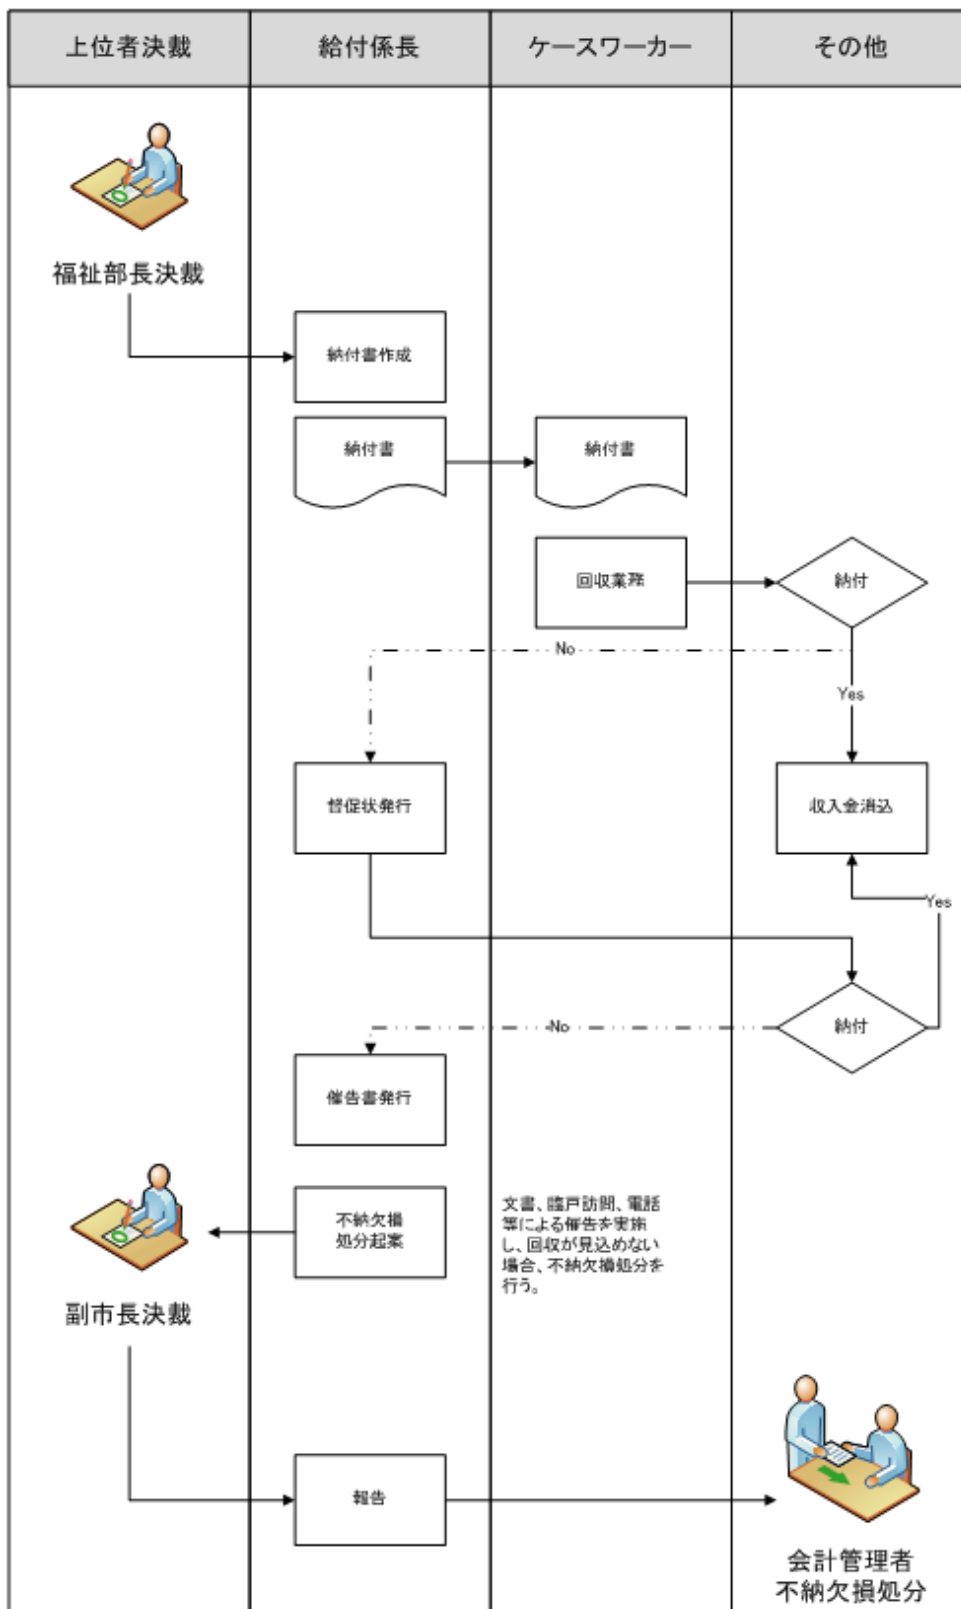 上位者決裁
給付係長
ケースワーカー
その他
福祉部長決裁
納付書作成
納付書
納付書
回収業務
納付
No
Yes
督促状発行
収入金消込
Yes
納付
No
催告書発行
不納欠損
処分起案
文書、臨戸訪問、電話
等による催告を実施
し、回収が見込めない
場合、不納欠損処分を
行う。
副市長決裁
報告
会計管理者
不納欠損処分